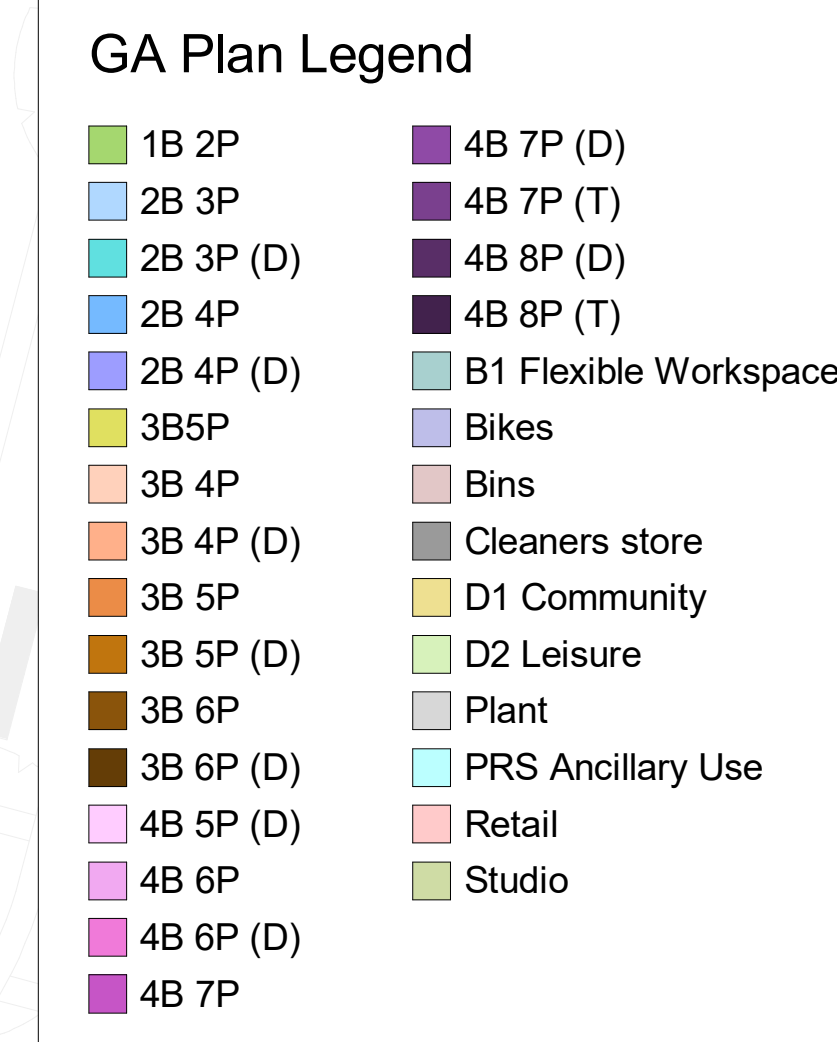 GA Plan Legend
1B 2P
2B 3P
2B 3P (D)
2B 4P
2B 4P (D)
3B5P
3B 4P
3B 4P (D)
3B 5P
3B 5P (D)
3B 6P
3B 6P (D)
4B 5P (D)
4B 6P
4B 6P (D)
4B 7P
4B 7P (D)
4B 7P (T)
4B 8P (D)
4B 8P (T)
B1 Flexible Workspace
Bikes
Bins
Cleaners store
D1 Community
D2 Leisure
Plant
PRS Ancillary Use
Retail
Studio